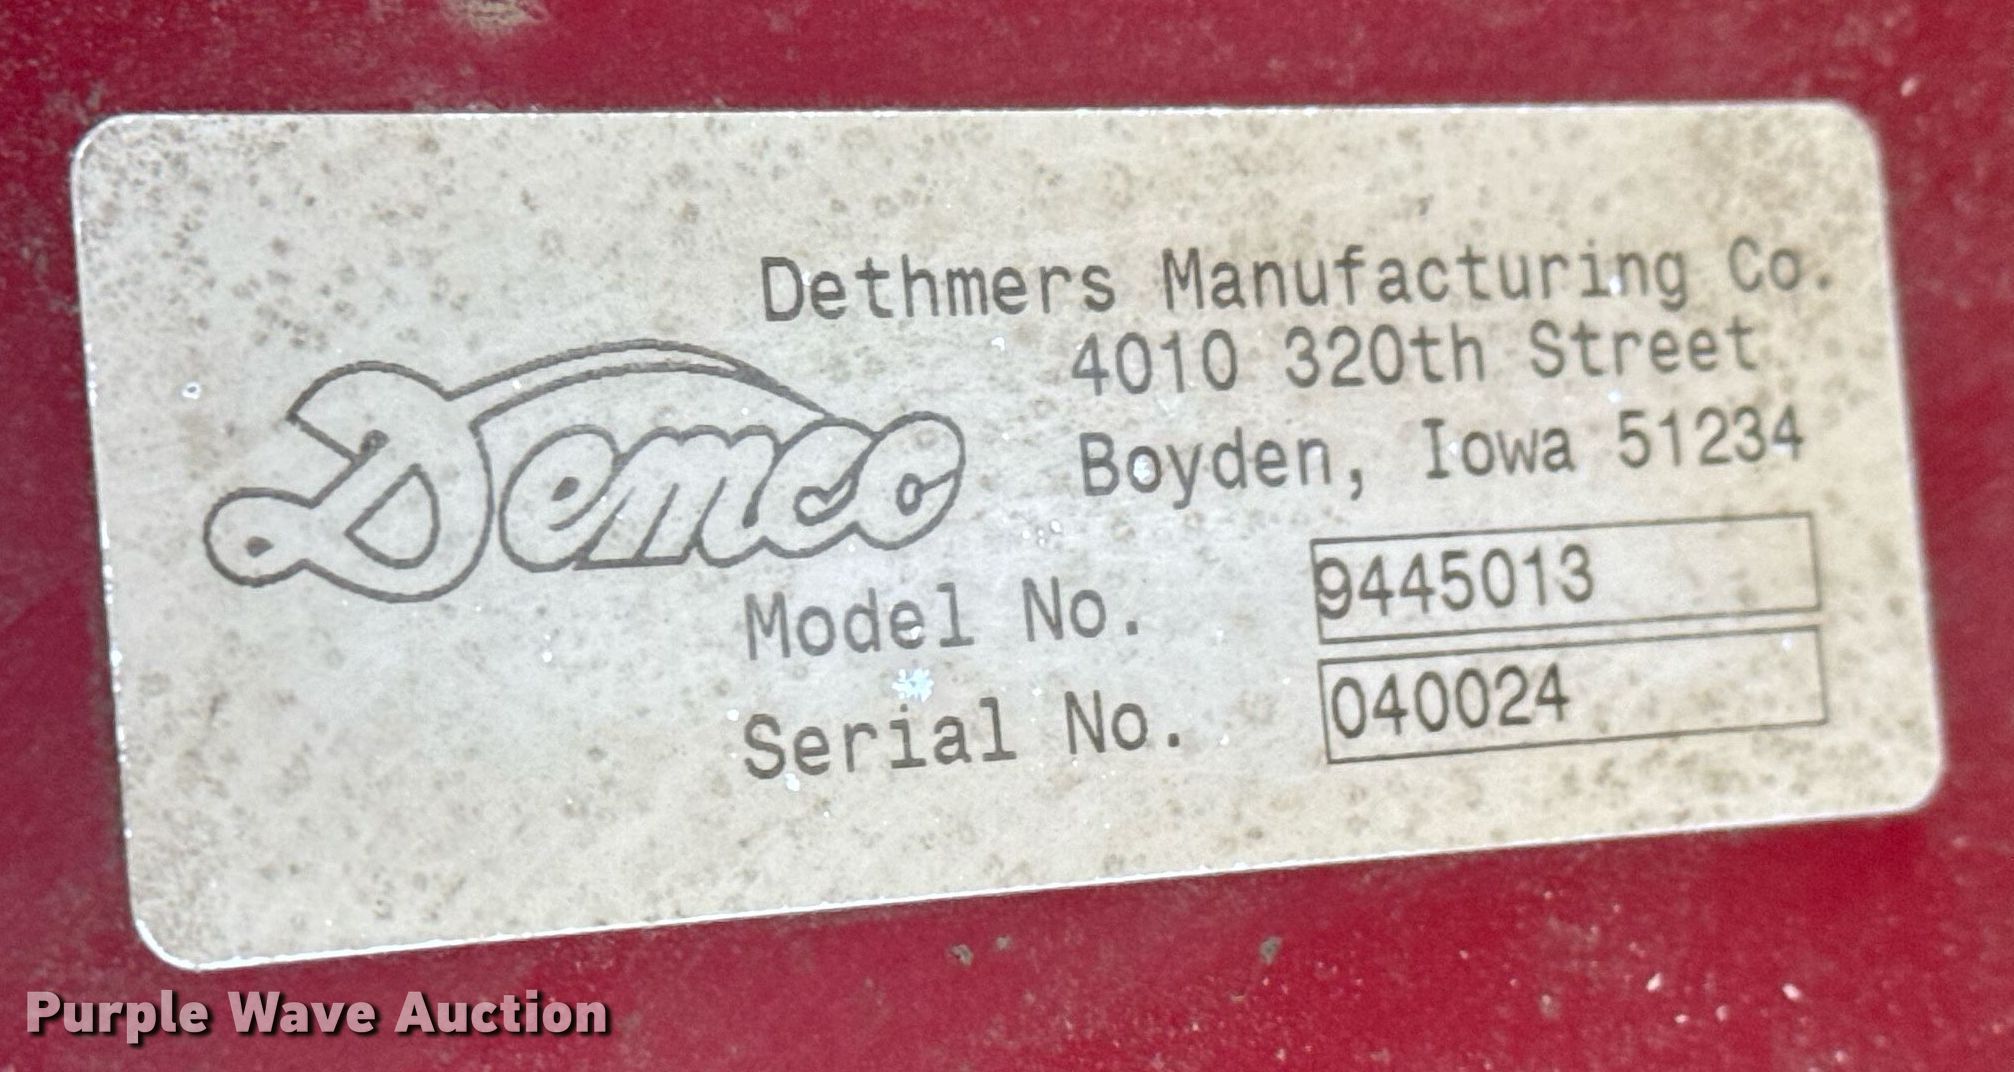 Dethmers Manufacturing Co.
4010 320th Street
Boyden, Iowa 51234
Demco
Model No. 9445013
Serial No. 040024
Purple Wave Auction